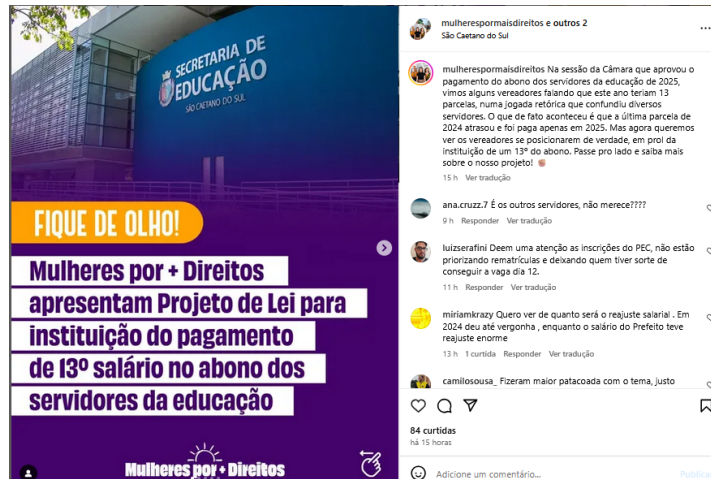 SECRETARIA DE
EDUCAÇÃO
SÃO CAETANO DO SUL
FIQUE DE OLHO!
Mulheres por + Direitos
apresentam Projeto de Lei para
instituição do pagamento
de 13º salário no abono dos
servidores da educação
Mulheres por + Direitos
mulherespormaisdireitos e outros 2
São Caetano do Sul
mulherespormaisdireitos Na sessão da Câmara que aprovou o
pagamento do abono dos servidores da educação de 2025,
vimos alguns vereadores falando que este ano teriam 13
parcelas, numa jogada retórica que confundiu diversos
servidores. O que de fato aconteceu é que a última parcela de
2024 atrasou e foi paga apenas em 2025. Mas agora queremos
ver os vereadores se posicionarem de verdade, em prol da
instituição de um 13º do abono. Passe pro lado e saiba mais
sobre o nosso projeto! ✊🏽
15 h Ver tradução
ana.cruzz.7 É os outros servidores, não merece????
9 h Responder Ver tradução
luizserafini Deem uma atenção as inscrições do PEC, não estão
priorizando rematrículas e deixando quem tiver sorte de
conseguir a vaga dia 12.
11 h Responder Ver tradução
miriamkrazy Quero ver de quanto será o reajuste salarial . Em
2024 deu até vergonha , enquanto o salário do Prefeito teve
reajuste enorme
13 h 1 curtida Responder Ver tradução
camilosousa_ Fizeram maior patacoada com o tema, justo
84 curtidas
há 15 horas
Adicione um comentário...